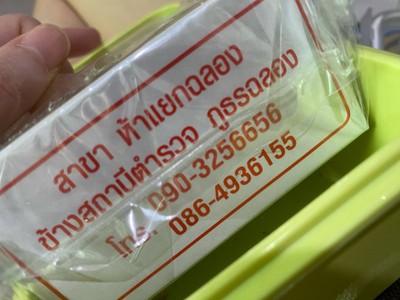 สาขา ห้าแยกฉลอง
ข้างสถานีตำรวจ ภูธรฉลอง
โทร. 090-3256656
086-4936155